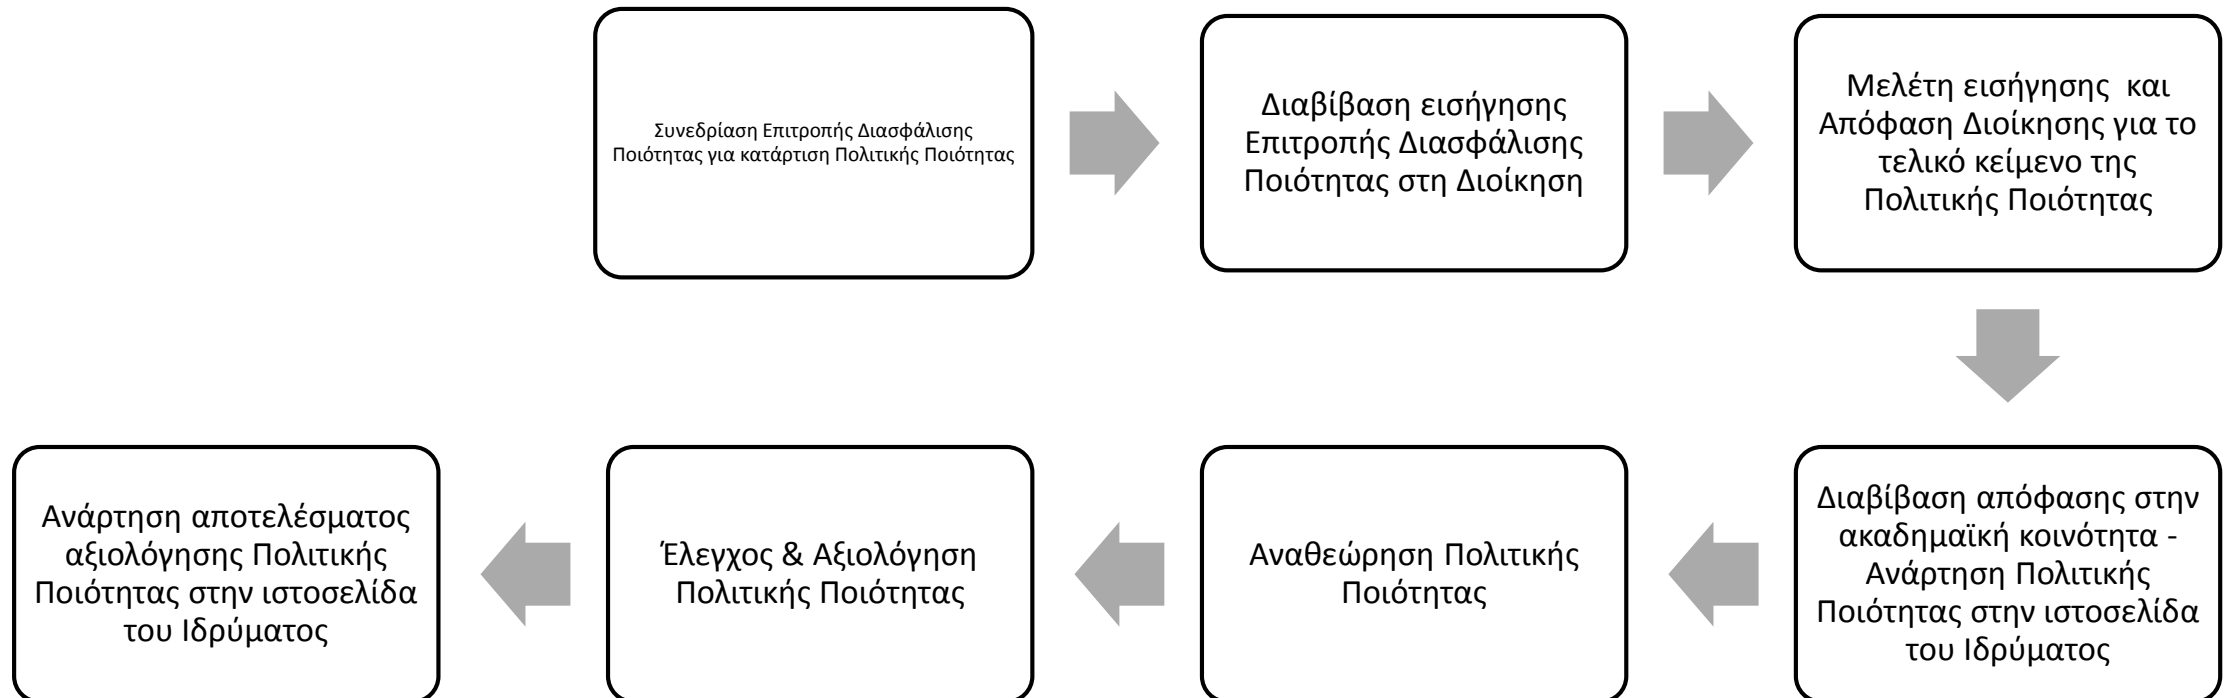 Συνεδρίαση Επιτροπής Διασφάλισης
Ποιότητας για κατάρτιση Πολιτικής Ποιότητας
Διαβίβαση εισήγησης
Επιτροπής Διασφάλισης
Ποιότητας στη Διοίκηση
Μελέτη εισήγησης  και
Απόφαση Διοίκησης για το
τελικό κείμενο της
Πολιτικής Ποιότητας
Διαβίβαση απόφασης στην
ακαδημαϊκή κοινότητα -
Ανάρτηση Πολιτικής
Ποιότητας στην ιστοσελίδα
του Ιδρύματος
Αναθεώρηση Πολιτικής
Ποιότητας
Έλεγχος & Αξιολόγηση
Πολιτικής Ποιότητας
Ανάρτηση αποτελέσματος
αξιολόγησης Πολιτικής
Ποιότητας στην ιστοσελίδα
του Ιδρύματος